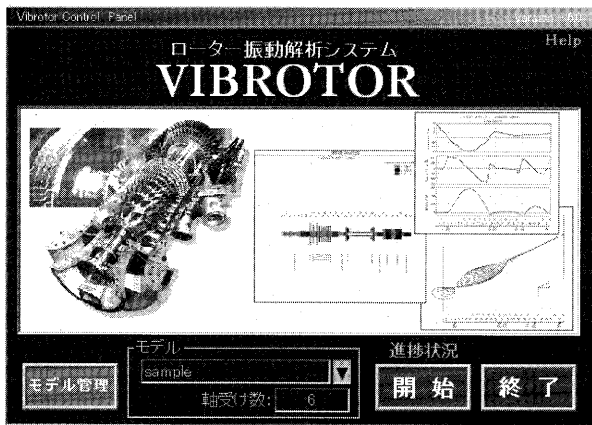 Vibrotor Control Panel
Help
ローター振動解析システム
VIBROTOR
モデル管理
モデル
sample
軸受け数:
6
進捗状況
開始
終了